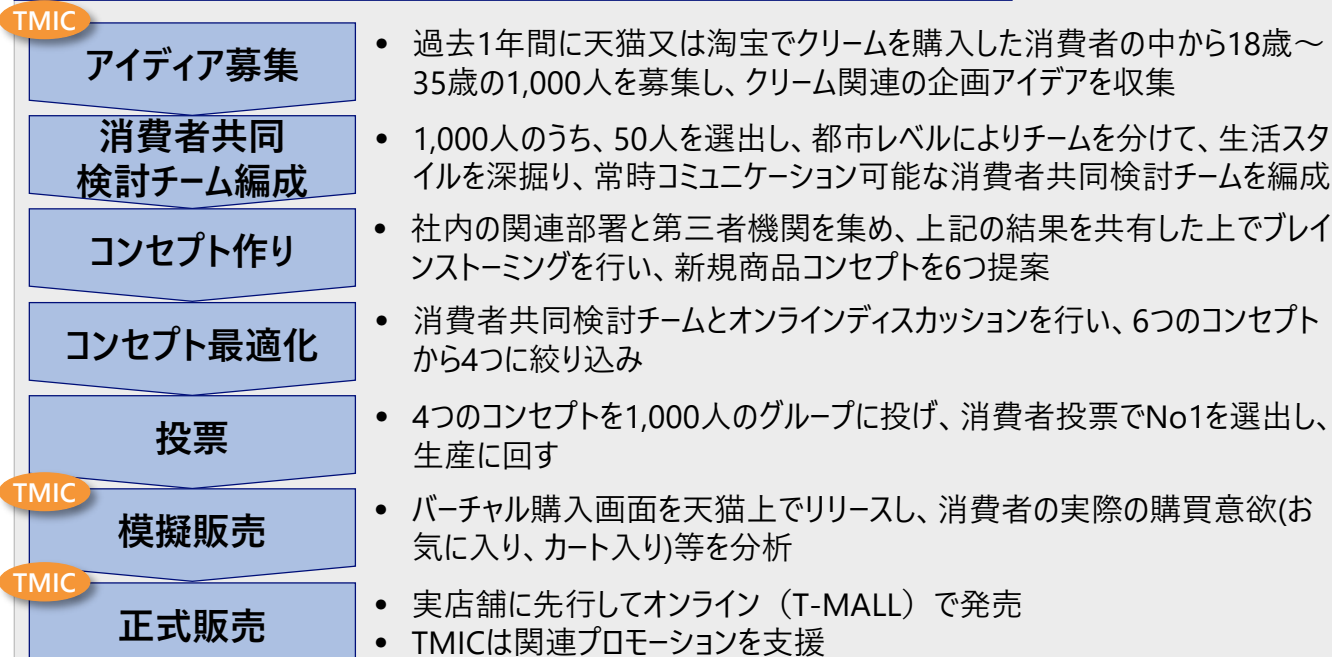 TMIC
アイディア募集
• 過去1年間に天猫又は淘宝でクリームを購入した消費者の中から18歳～
35歳の1,000人を募集し、クリーム関連の企画アイデアを収集
消費者共同
検討チーム編成
• 1,000人のうち、50人を選出し、都市レベルによりチームを分けて、生活スタ
イルを深掘り、常時コミュニケーション可能な消費者共同検討チームを編成
コンセプト作り
• 社内の関連部署と第三者機関を集め、上記の結果を共有した上でブレイ
ンストーミングを行い、新規商品コンセプトを6つ提案
コンセプト最適化
• 消費者共同検討チームとオンラインディスカッションを行い、6つのコンセプト
から4つに絞り込み
投票
• 4つのコンセプトを1,000人のグループに投げ、消費者投票でNo1を選出し、
生産に回す
TMIC
模擬販売
• バーチャル購入画面を天猫上でリリースし、消費者の実際の購買意欲(お
気に入り、カート入り)等を分析
TMIC
正式販売
• 実店舗に先行してオンライン（T-MALL）で発売
• TMICは関連プロモーションを支援